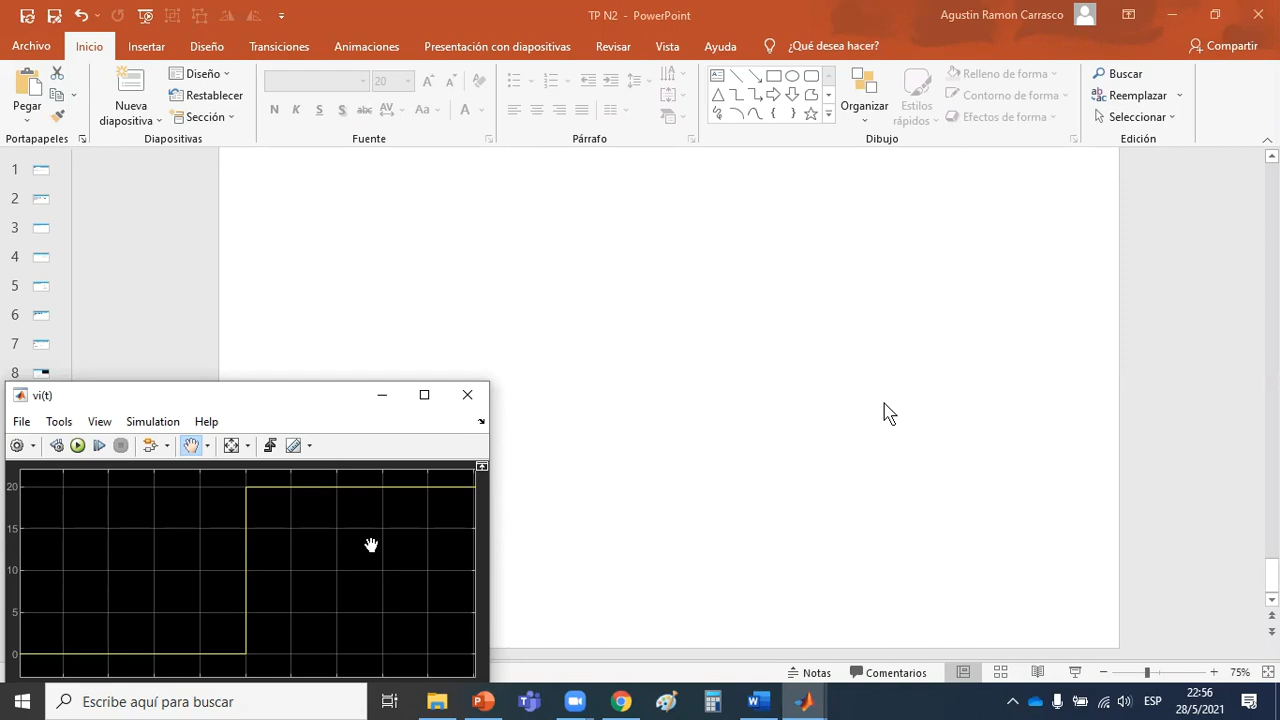 TP N2 - PowerPoint
Agustin Ramon Carrasco
Archivo Inicio Insertar Diseño Transiciones Animaciones Presentación con diapositivas Revisar Vista Ayuda ¿Qué desea hacer? Compartir
Pegar
Nueva diapositiva
Diseño
Restablecer
Sección
20
N K S S abc AV Aa A
Organizar
Estilos rápidos
Relleno de forma
Contorno de forma
Efectos de forma
Buscar
Reemplazar
Seleccionar
Portapapeles Diapositivas Fuente Párrafo Dibujo Edición
1
2
3
4
5
6
7
8
vi(t)
File Tools View Simulation Help
20
15
10
5
0
Notas Comentarios 75%
Escribe aquí para buscar
ESP
22:56
28/5/2021